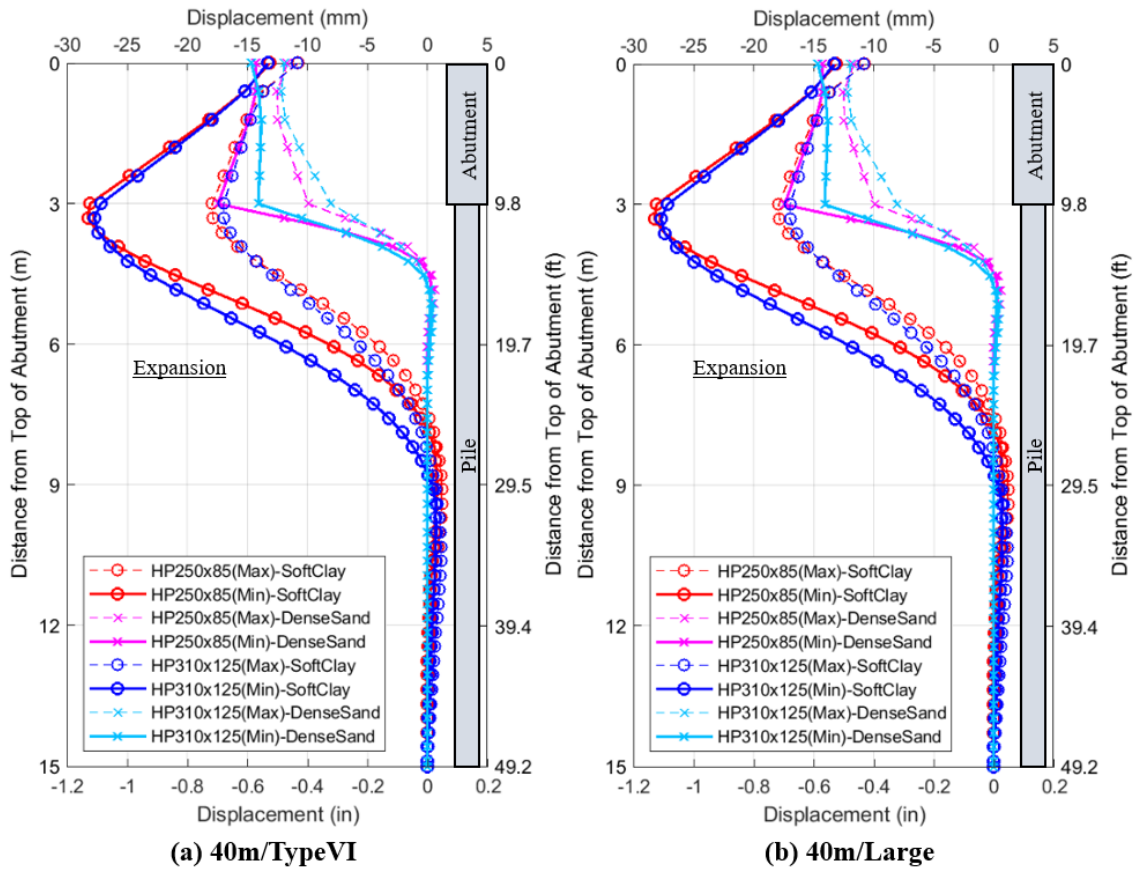 Displacement (mm)
-30 -25 -20 -15 -10 -5 0 5
0 3 6 9 12 15
Distance from Top of Abutment (m)
Expansion
HP250x85(Max)-SoftClay
HP250x85(Min)-SoftClay
HP250x85(Max)-DenseSand
HP250x85(Min)-DenseSand
HP310x125(Max)-SoftClay
HP310x125(Min)-SoftClay
HP310x125(Max)-DenseSand
HP310x125(Min)-DenseSand
Abutment
Pile
0 9.8 19.7 29.5 39.4 49.2
Distance from Top of Abutment (ft)
-1.2 -1 -0.8 -0.6 -0.4 -0.2 0 0.2
Displacement (in)
(a) 40m/TypeVI
Displacement (mm)
-30 -25 -20 -15 -10 -5 0 5
0 3 6 9 12 15
Distance from Top of Abutment (m)
Expansion
HP250x85(Max)-SoftClay
HP250x85(Min)-SoftClay
HP250x85(Max)-DenseSand
HP250x85(Min)-DenseSand
HP310x125(Max)-SoftClay
HP310x125(Min)-SoftClay
HP310x125(Max)-DenseSand
HP310x125(Min)-DenseSand
Abutment
Pile
0 9.8 19.7 29.5 39.4 49.2
Distance from Top of Abutment (ft)
-1.2 -1 -0.8 -0.6 -0.4 -0.2 0 0.2
Displacement (in)
(b) 40m/Large